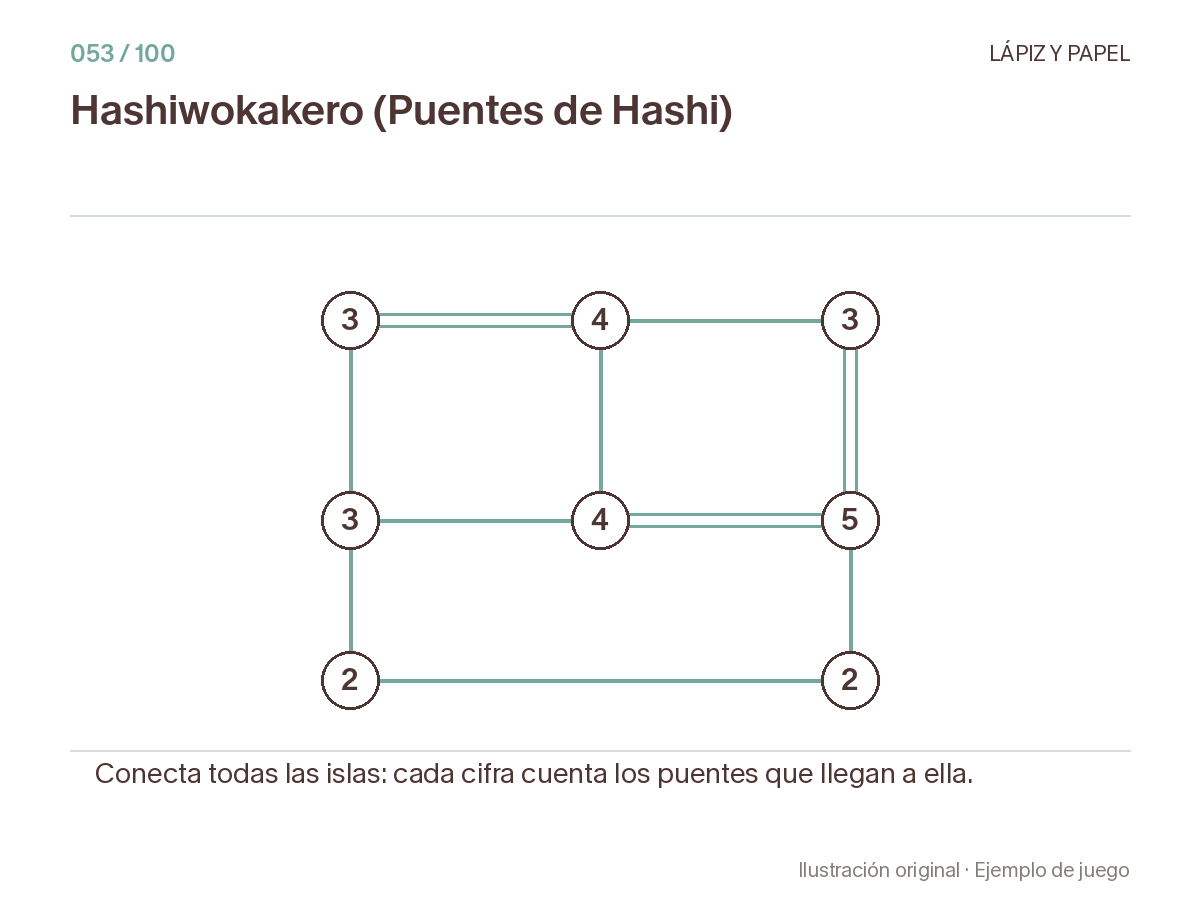 053 / 100
LÁPIZ Y PAPEL
Hashiwokakero (Puentes de Hashi)
3 4 3
3 4 5
2 2
Conecta todas las islas: cada cifra cuenta los puentes que llegan a ella.
Ilustración original · Ejemplo de juego